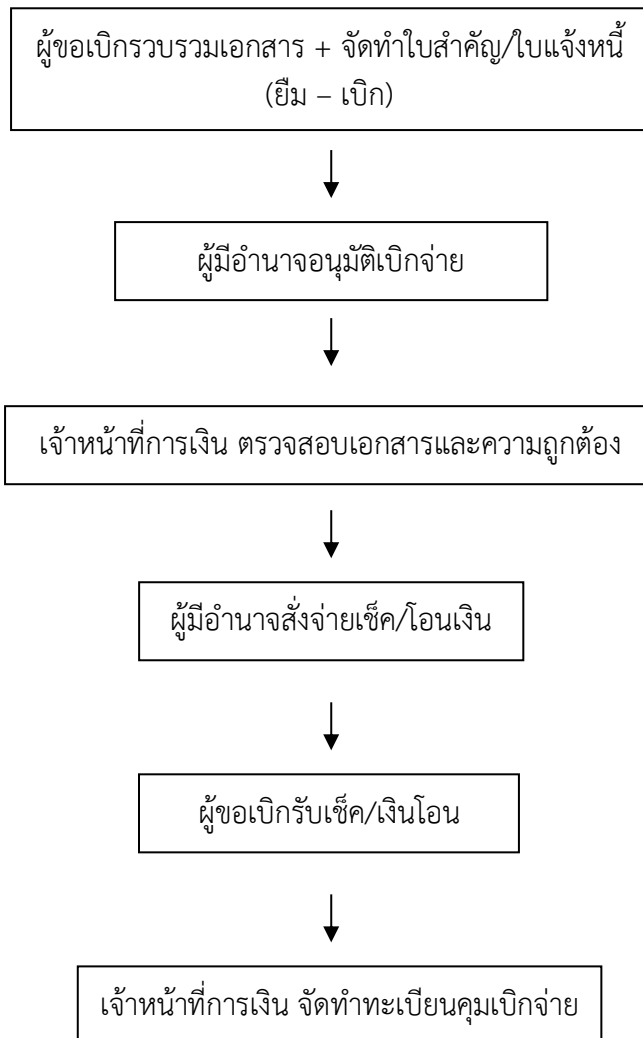 ผู้ขอเบิกรวบรวมเอกสาร + จัดทำใบสำคัญ/ใบแจ้งหนี้
(ยืม – เบิก)
ผู้มีอำนาจอนุมัติเบิกจ่าย
เจ้าหน้าที่การเงิน ตรวจสอบเอกสารและความถูกต้อง
ผู้มีอำนาจสั่งจ่ายเช็ค/โอนเงิน
ผู้ขอเบิกรับเช็ค/เงินโอน
เจ้าหน้าที่การเงิน จัดทำทะเบียนคุมเบิกจ่าย